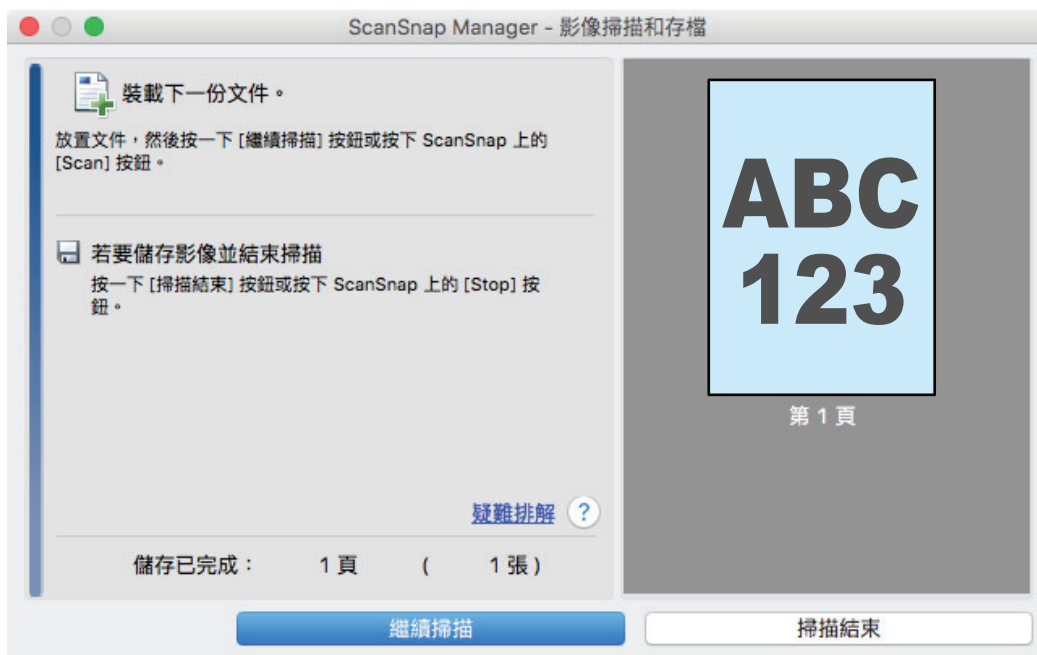 ScanSnap Manager - 影像掃描和存檔
裝載下一份文件。
放置文件，然後按一下 [繼續掃描] 按鈕或按下 ScanSnap 上的
[Scan] 按鈕。
若要儲存影像並結束掃描
按一下 [掃描結束] 按鈕或按下 ScanSnap 上的 [Stop] 按
鈕。
疑難排解 ?
儲存已完成： 1 頁 ( 1 張 )
ABC
123
第 1 頁
繼續掃描
掃描結束